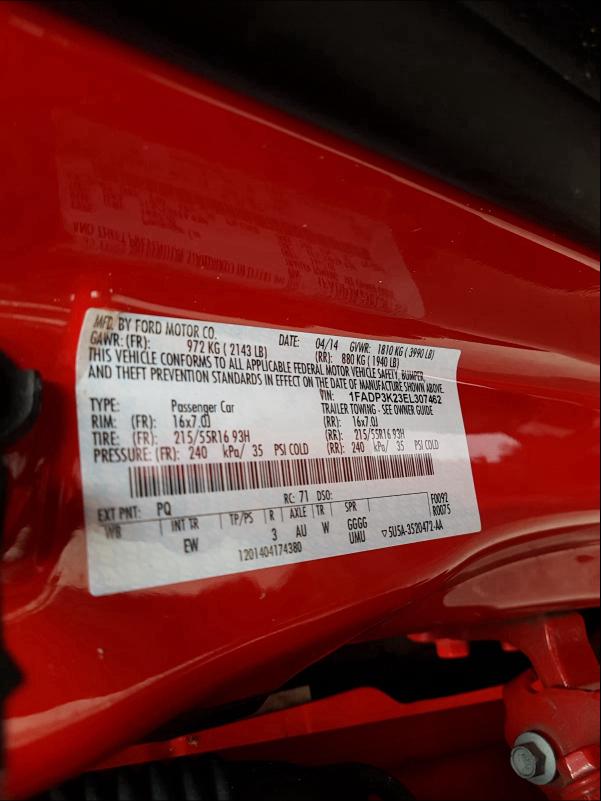 MFD. BY FORD MOTOR CO. DATE: 04/14 GVWR: 1810 KG ( 3990 LB)
GAWR: (FR): 972 KG ( 2143 LB) (RR): 880 KG ( 1940 LB)
THIS VEHICLE CONFORMS TO ALL APPLICABLE FEDERAL MOTOR VEHICLE SAFETY, BUMPER,
AND THEFT PREVENTION STANDARDS IN EFFECT ON THE DATE OF MANUFACTURE SHOWN ABOVE.
VIN: 1FADP3K23EL307462
TYPE: Passenger Car TRAILER TOWING - SEE OWNER GUIDE
RIM: (FR): 16x7.0J (RR): 16x7.0J
TIRE: (FR): 215/55R16 93H (RR): 215/55R16 93H
PRESSURE: (FR): 240 kPa/ 35 PSI COLD (RR): 240 kPa/ 35 PSI COLD
EXT PNT: PQ RC: 71 DSO: F0092
WB INT TR TP/PS R AXLE TR SPR R0075
EW 3 AU W GGGG
UMU ▽5U5A-3520472-AA
1201404174380